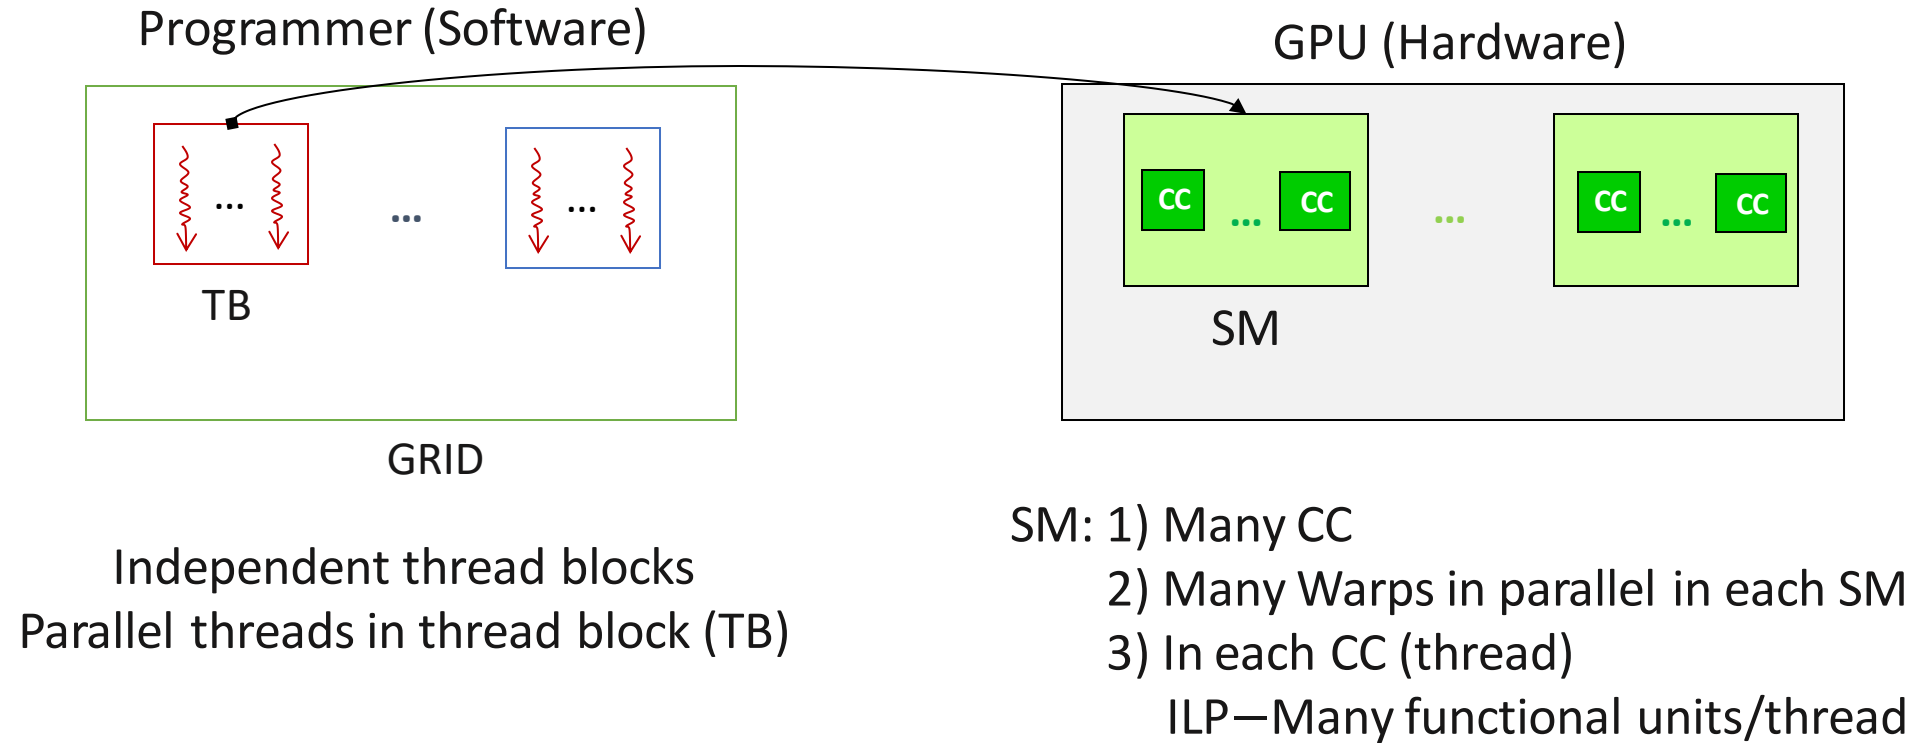 Programmer (Software)
GPU (Hardware)
...
...
...
TB
GRID
CC
...
CC
...
CC
...
CC
SM
Independent thread blocks
Parallel threads in thread block (TB)
SM: 1) Many CC
2) Many Warps in parallel in each SM
3) In each CC (thread)
ILP—Many functional units/thread